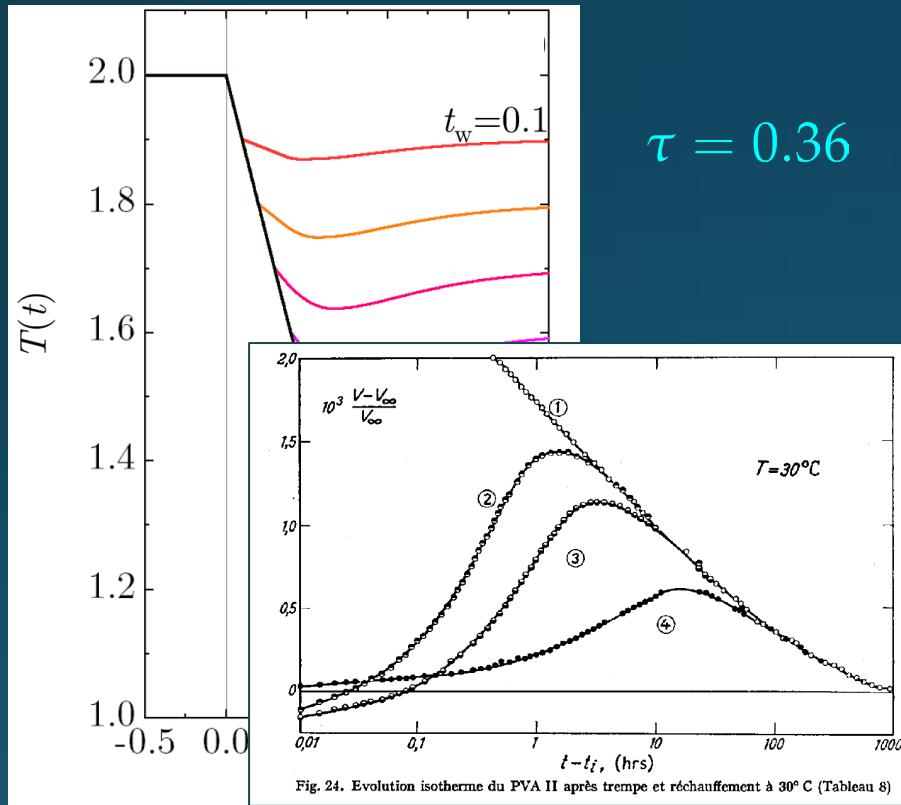 2.0
1.8
1.6
1.4
1.2
1.0
-0.5
0.0
T(t)
t_w=0.1
τ = 0.36
2,0
1,5
1,0
0,5
0
10³ V-V∞
V∞
①
②
③
④
T=30°C
0,01
0,1
1
10
100
1000
t-t_i, (hrs)
Fig. 24. Evolution isotherme du PVA II après trempe et réchauffement à 30° C (Tableau 8)